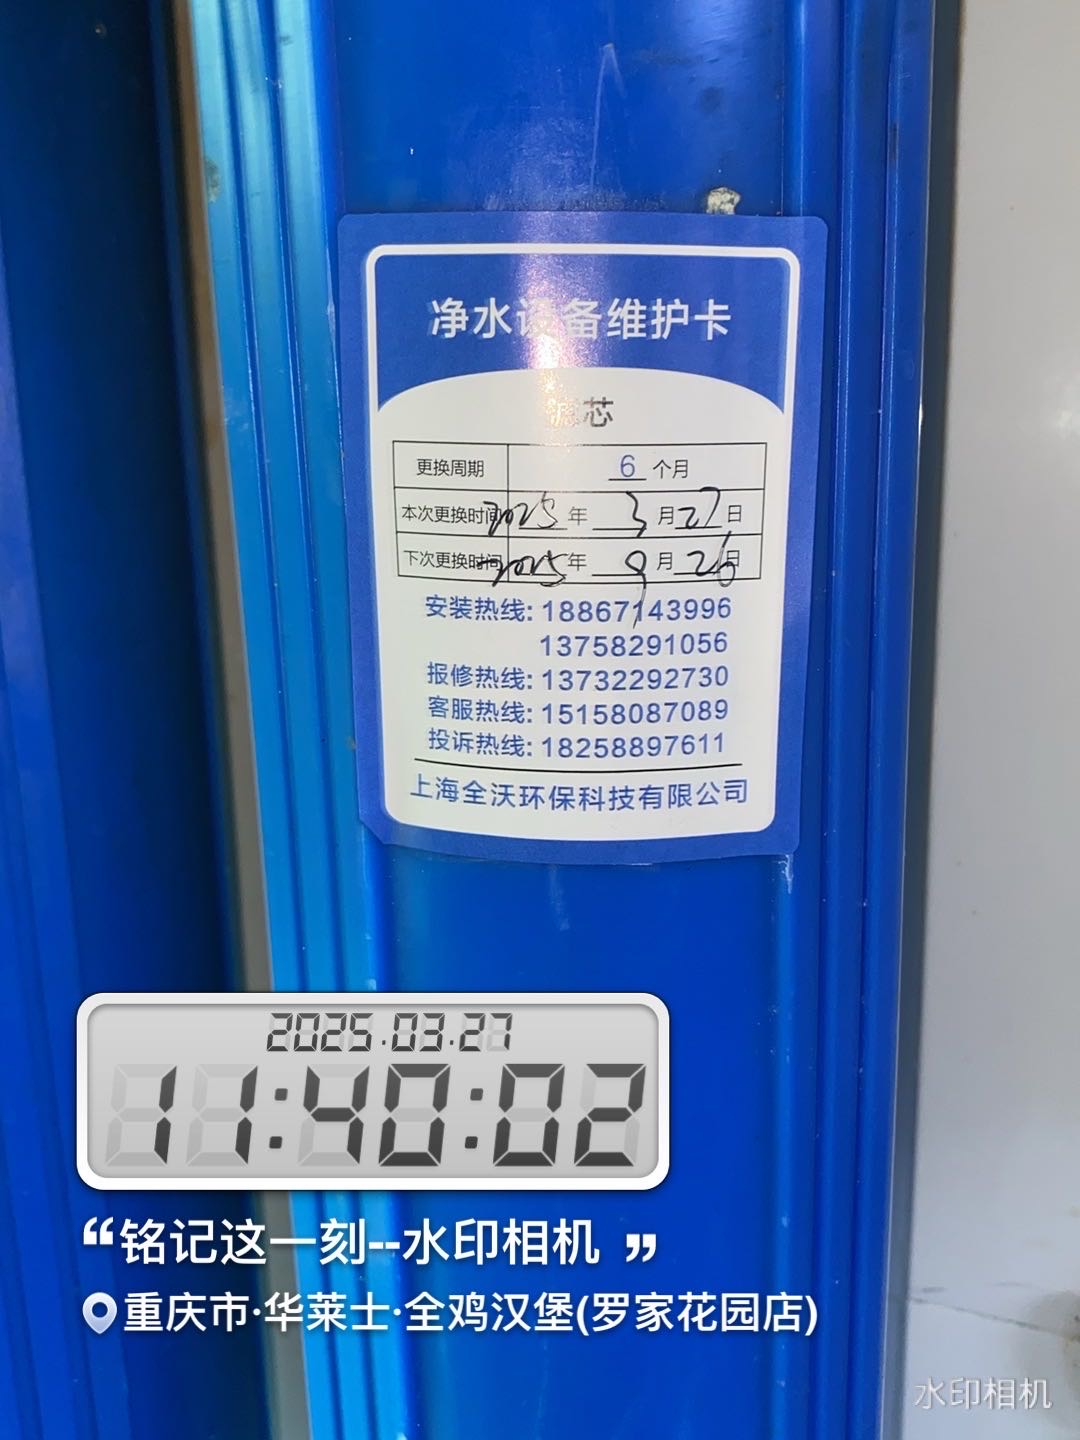 净水设备维护卡
滤芯
更换周期 6 个月
本次更换时间 2025 年 3 月 27 日
下次更换时间 2025 年 9 月 26 日
安装热线: 18867143996
13758291056
报修热线: 13732292730
客服热线: 15158087089
投诉热线: 18258897611
上海全沃环保科技有限公司
2025.03.27
11:40:02
“铭记这一刻--水印相机 ”
重庆市·华莱士·全鸡汉堡(罗家花园店)
水印相机